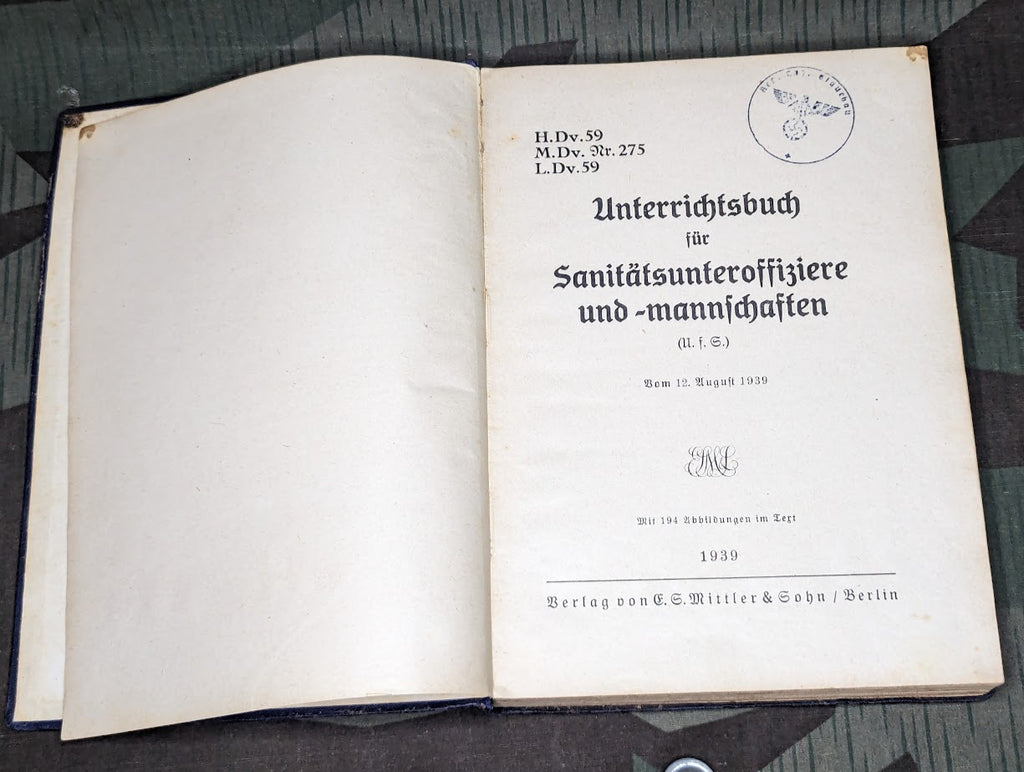 H.Dv.59
M.Dv. Nr. 275
L.Dv.59
Unterrichtsbuch
für
Sanitätsunteroffiziere
und -mannschaften
(U. f. S.)
Vom 12. August 1939
Mit 194 Abbildungen im Text
1939
Verlag von E. S. Mittler & Sohn / Berlin